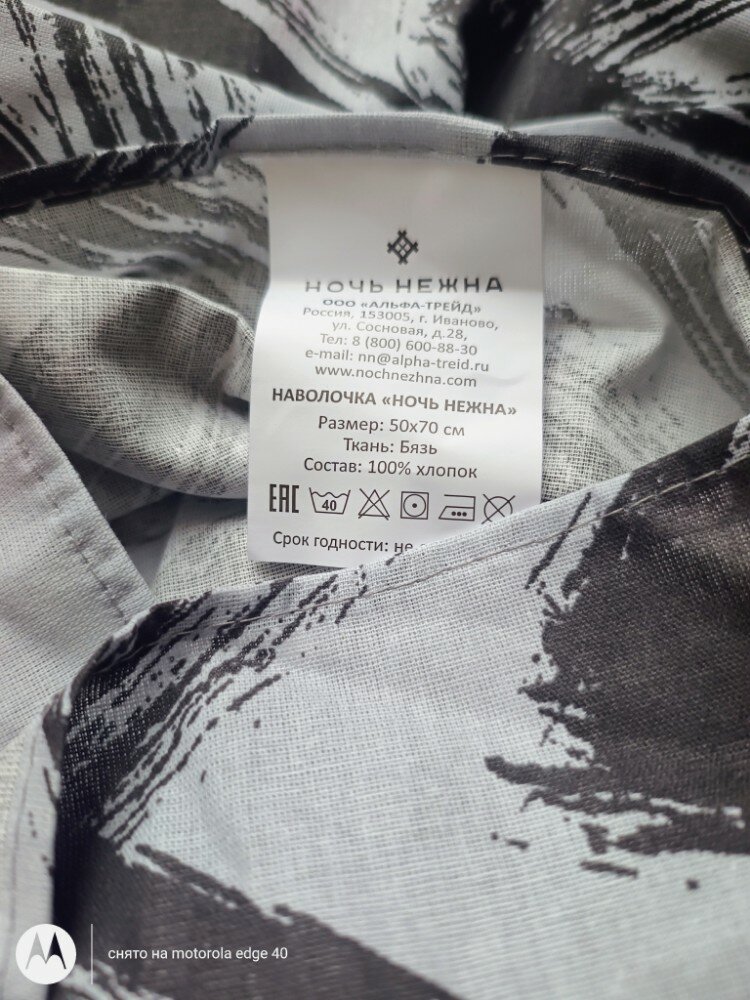 НОЧЬ НЕЖНА
ООО «АЛЬФА-ТРЕЙД»
Россия, 153005, г. Иваново,
ул. Сосновая, д.28,
Тел: 8 (800) 600-88-30
e-mail: nn@alpha-treid.ru
www.nochnezhna.com
НАВОЛОЧКА «НОЧЬ НЕЖНА»
Размер: 50х70 см
Ткань: Бязь
Состав: 100% хлопок
EAC 40
Срок годности: не
снято на motorola edge 40